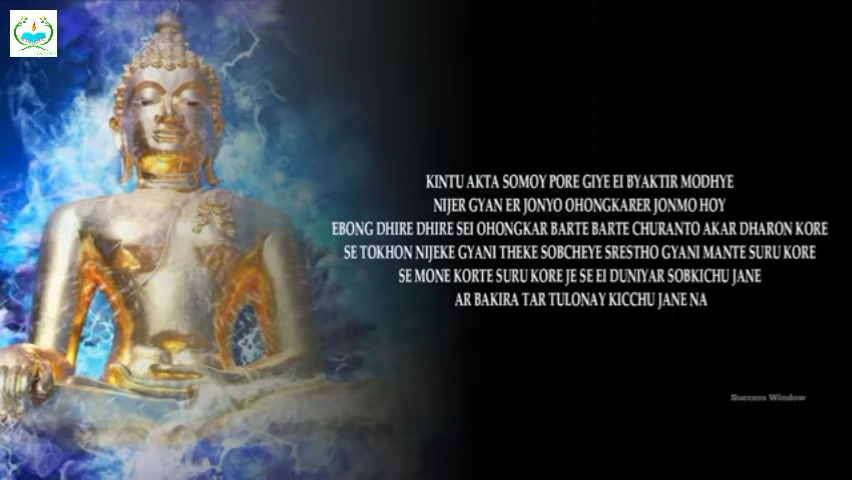 KINTU AKTA SOMOY PORE GIYE EI BYAKTIR MODHYE
NIJER GYAN ER JONYO OHONGKARER JONMO HOY
EBONG DHIRE DHIRE SEI OHONGKAR BARTE BARTE CHURANTO AKAR DHARON KORE
SE TOKHON NIJEKE GYANI THEKE SOBCHEYE SRESTHO GYANI MANTE SURU KORE
SE MONE KORTE SURU KORE JE SE EI DUNIYAR SOBKICHU JANE
AR BAKIRA TAR TULONAY KICCHU JANE NA
Success Window